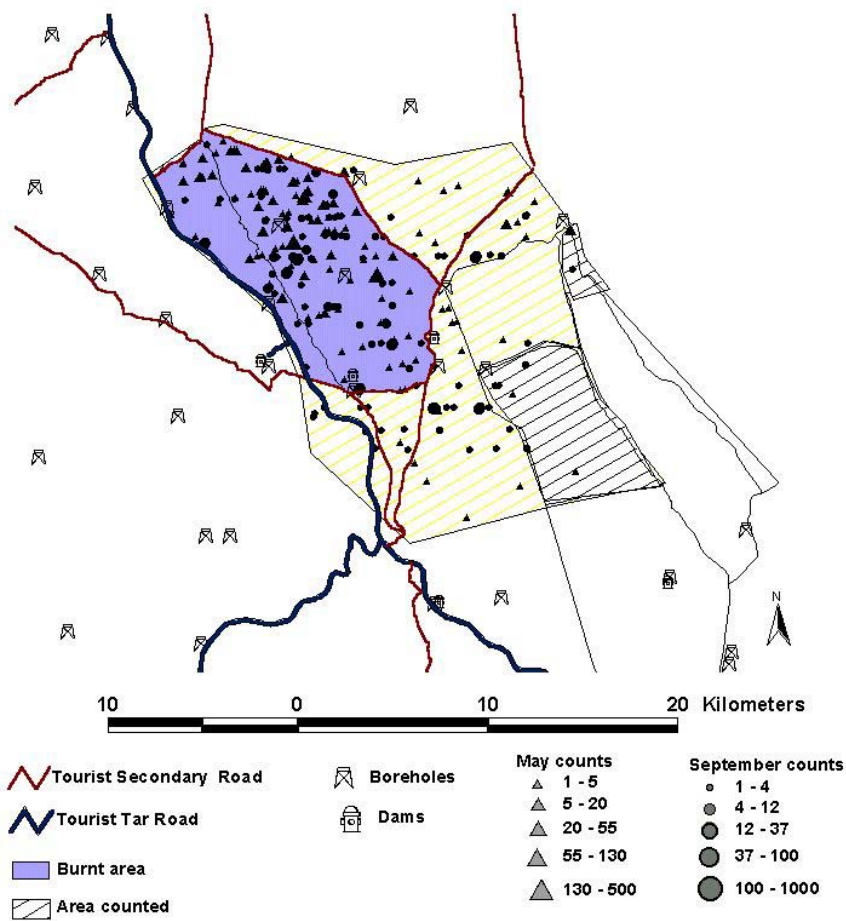 N
10 0 10 20 Kilometers
Tourist Secondary Road
Tourist Tar Road
Burnt area
Area counted
Boreholes
Dams
May counts
1 - 5
5 - 20
20 - 55
55 - 130
130 - 500
September counts
1 - 4
4 - 12
12 - 37
37 - 100
100 - 1000